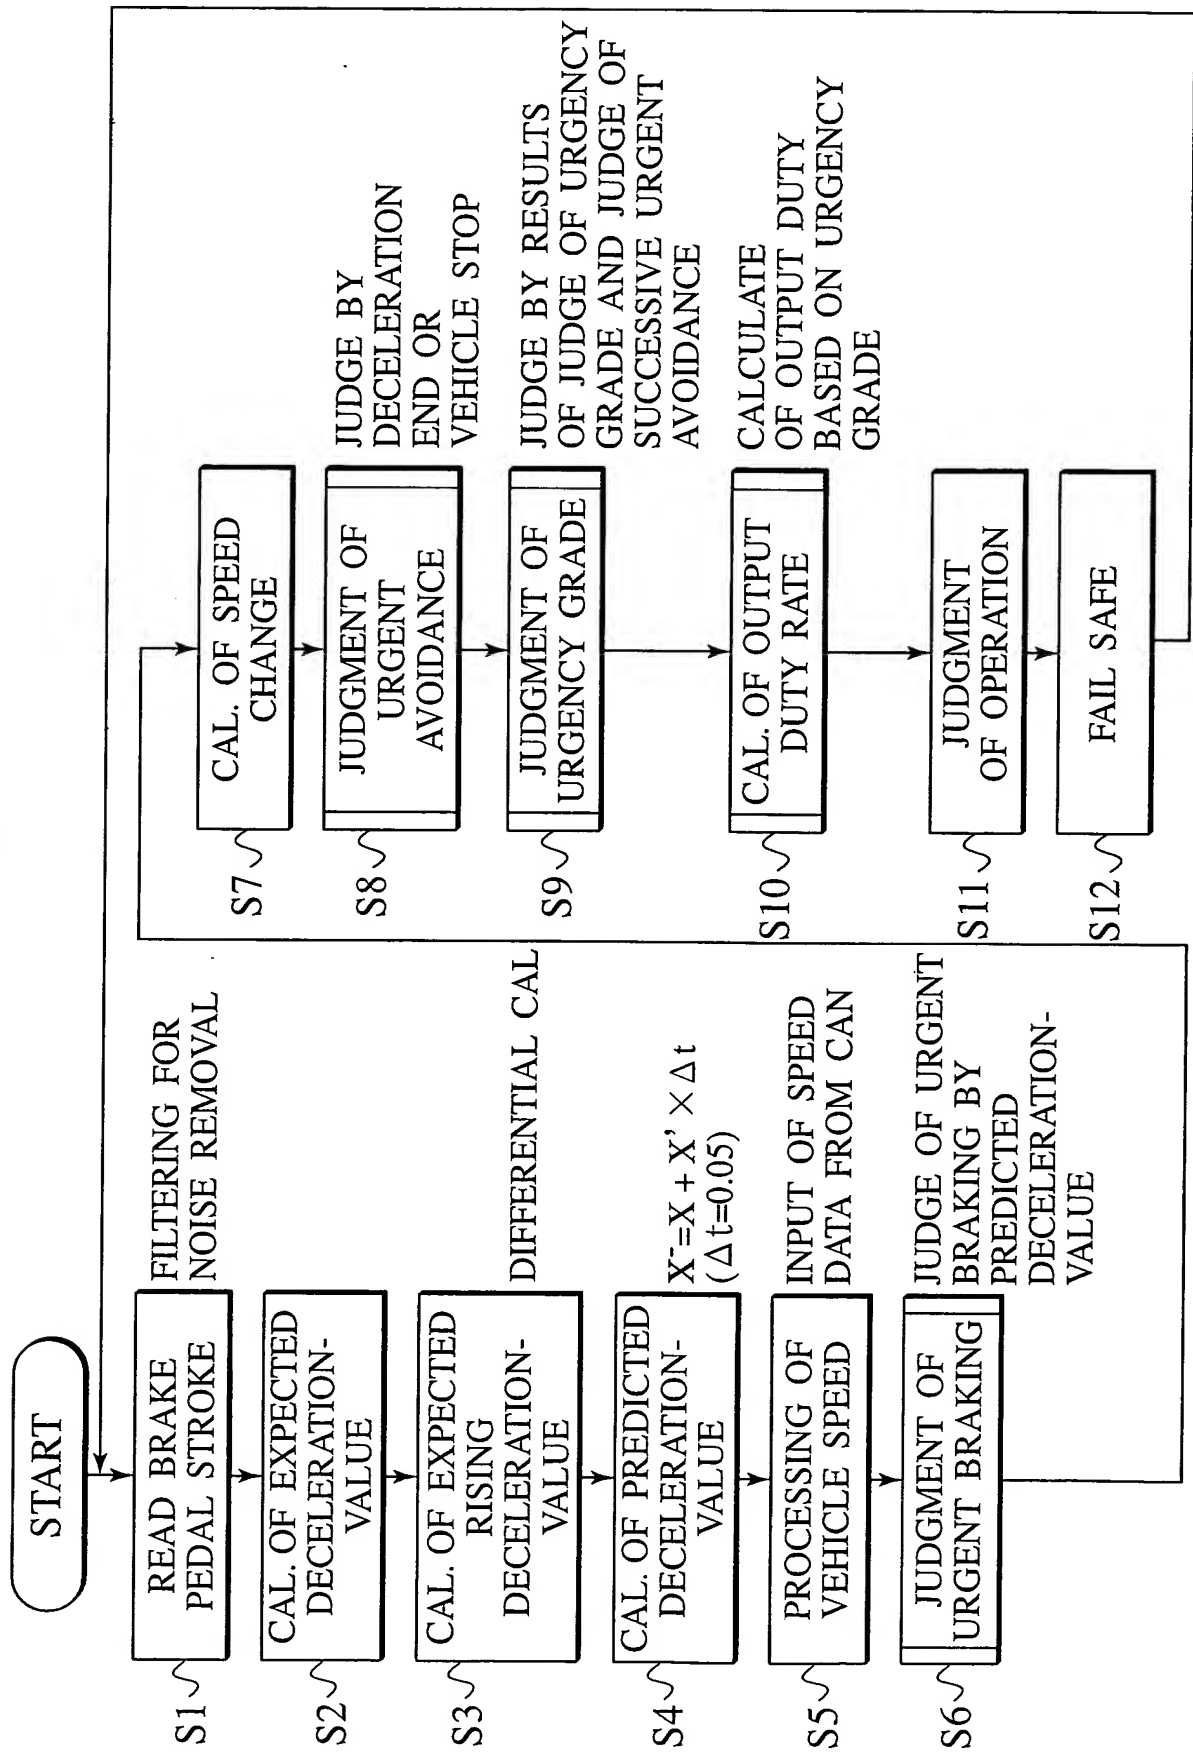 START
S1
READ BRAKE
PEDAL STROKE
FILTERING FOR
NOISE REMOVAL
S2
CAL. OF EXPECTED
DECELERATION-
VALUE
S3
CAL. OF EXPECTED
RISING
DECELERATION-
VALUE
DIFFERENTIAL CAL
S4
CAL. OF PREDICTED
DECELERATION-
VALUE
X⁻=X + X' × Δt
(Δt=0.05)
S5
PROCESSING OF
VEHICLE SPEED
INPUT OF SPEED
DATA FROM CAN
S6
JUDGMENT OF
URGENT BRAKING
JUDGE OF URGENT
BRAKING BY
PREDICTED
DECELERATION-
VALUE
S7
CAL. OF SPEED
CHANGE
S8
JUDGMENT OF
URGENT
AVOIDANCE
JUDGE BY
DECELERATION
END OR
VEHICLE STOP
S9
JUDGMENT OF
URGENCY GRADE
JUDGE BY RESULTS
OF JUDGE OF URGENCY
GRADE AND JUDGE OF
SUCCESSIVE URGENT
AVOIDANCE
S10
CAL. OF OUTPUT
DUTY RATE
CALCULATE
OF OUTPUT DUTY
BASED ON URGENCY
GRADE
S11
JUDGMENT
OF OPERATION
S12
FAIL SAFE